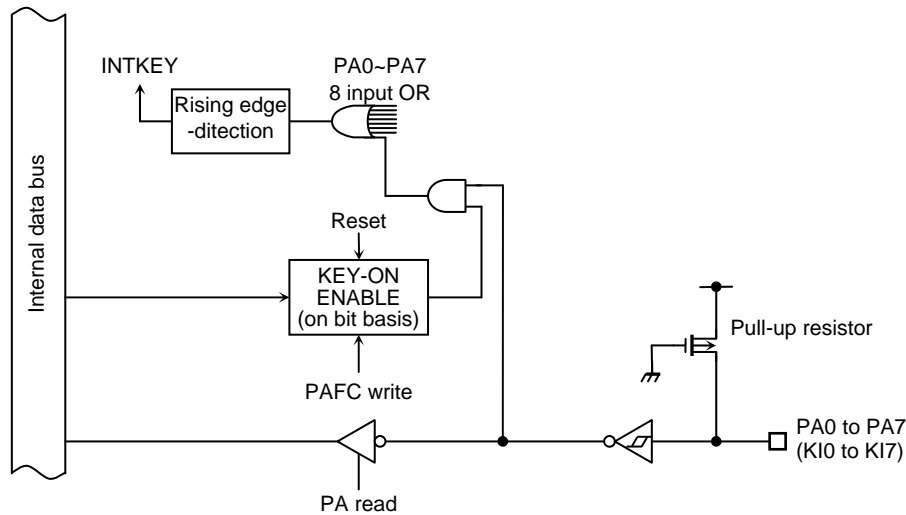 INTKEY
PA0~PA7
8 input OR
Rising edge
-ditection
Internal data bus
Reset
KEY-ON
ENABLE
(on bit basis)
PAFC write
Pull-up resistor
PA0 to PA7
(KI0 to KI7)
PA read